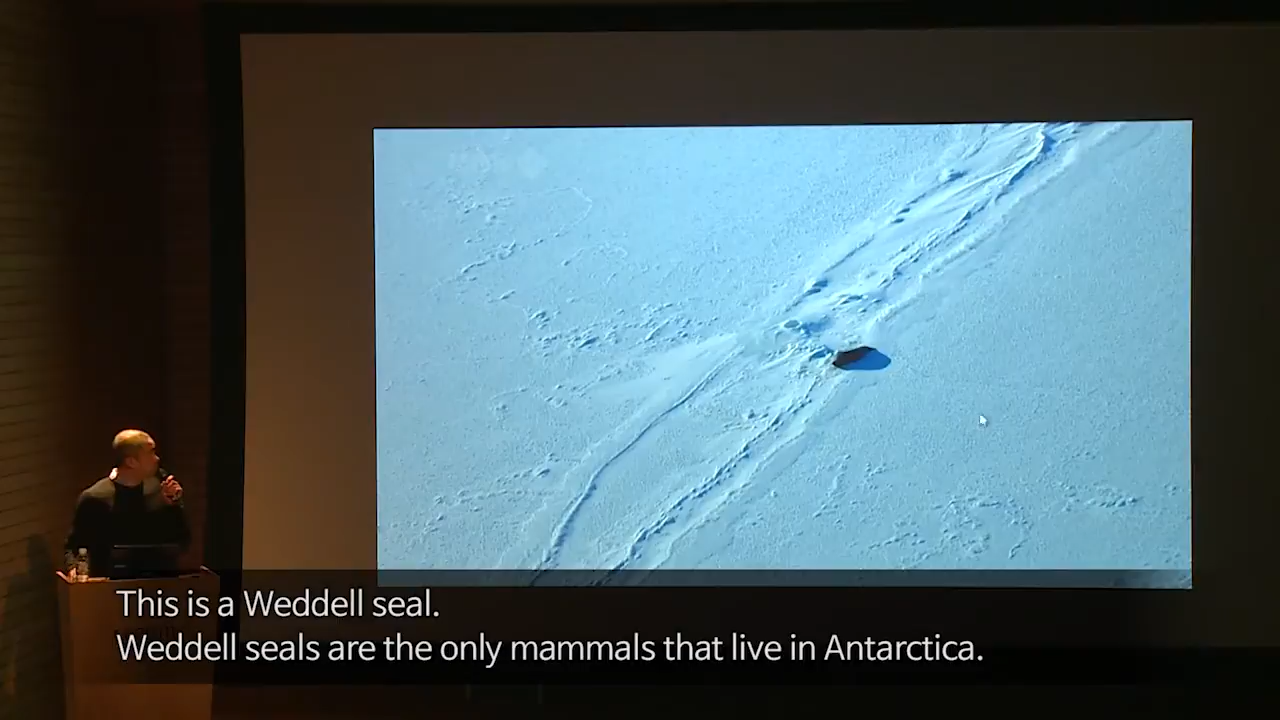 This is a Weddell seal.
Weddell seals are the only mammals that live in Antarctica.